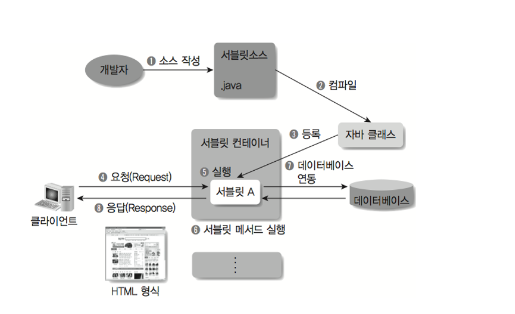 개발자
❶ 소스 작성
서블릿소스
.java
❷ 컴파일
자바 클래스
❸ 등록
서블릿 컨테이너
❹ 요청(Request)
❺ 실행
서블릿 A
❼ 데이터베이스
연동
데이터베이스
클라이언트
❽ 응답(Response)
❻ 서블릿 메서드 실행
HTML 형식